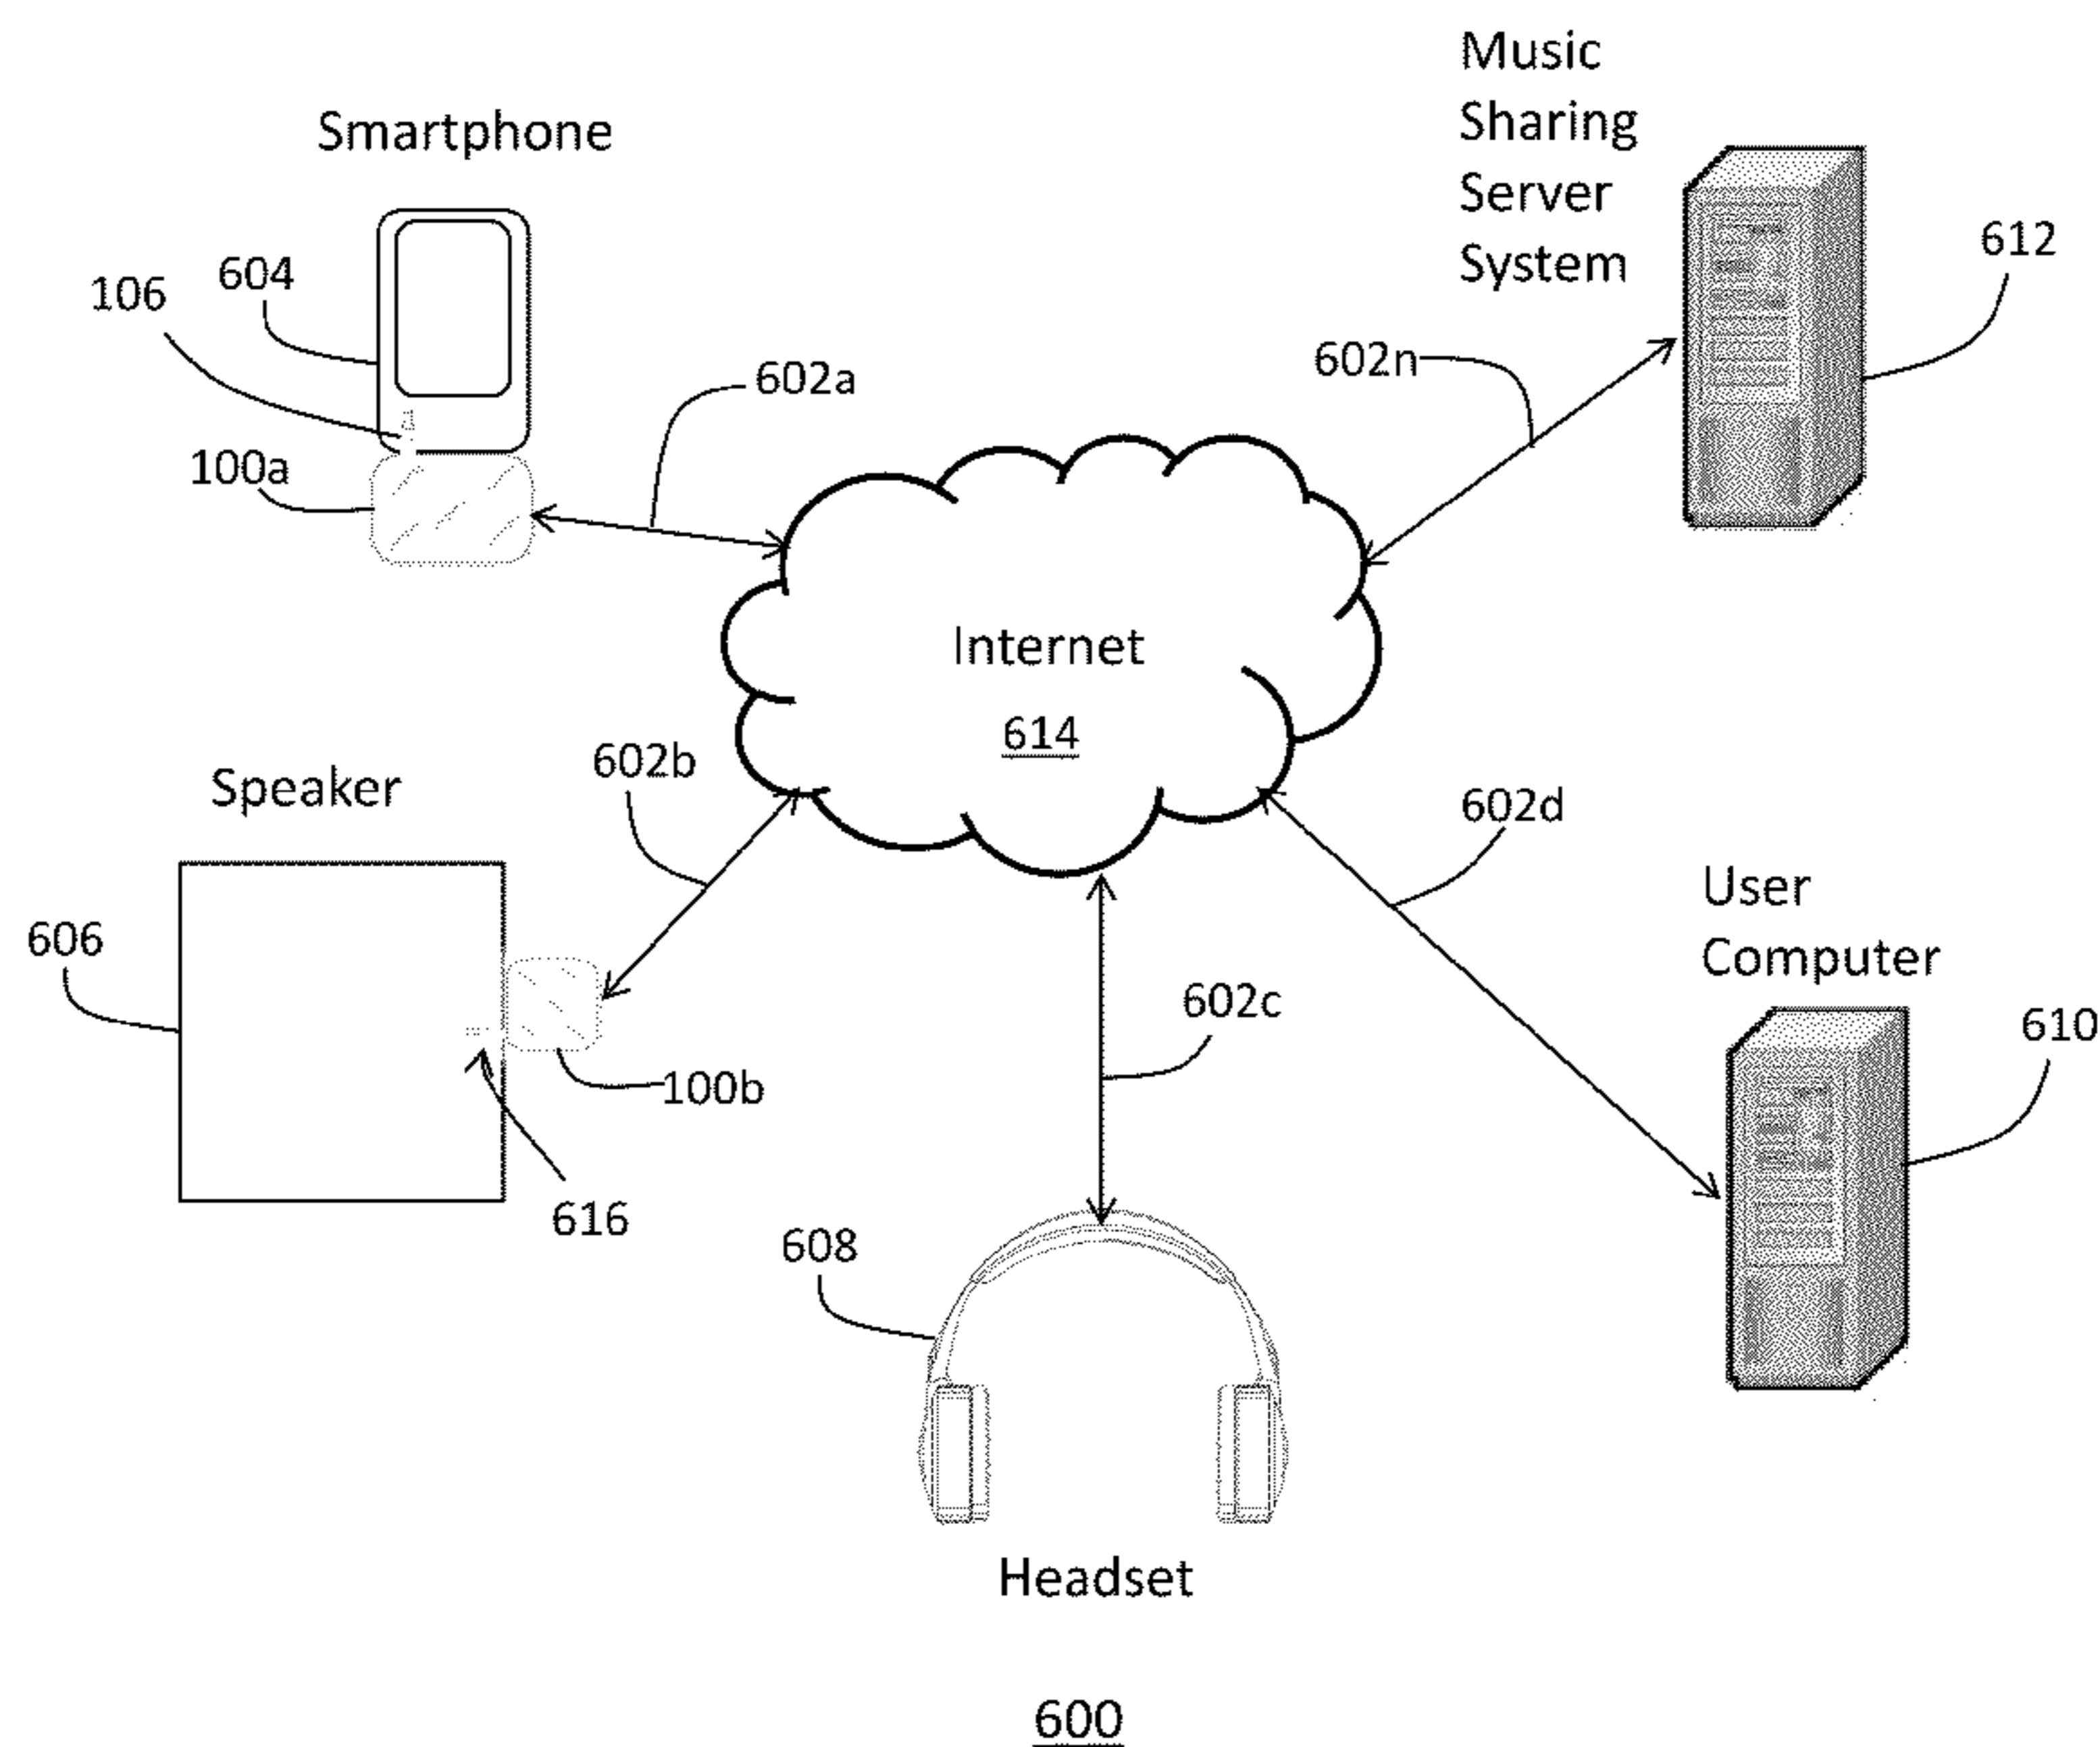 Music
Sharing
Server
System
Smartphone
612
604
106
602n
602a
100a
Internet
614
602b
Speaker
602d
User
Computer
606
602c
610
100b
616
608
Headset
600